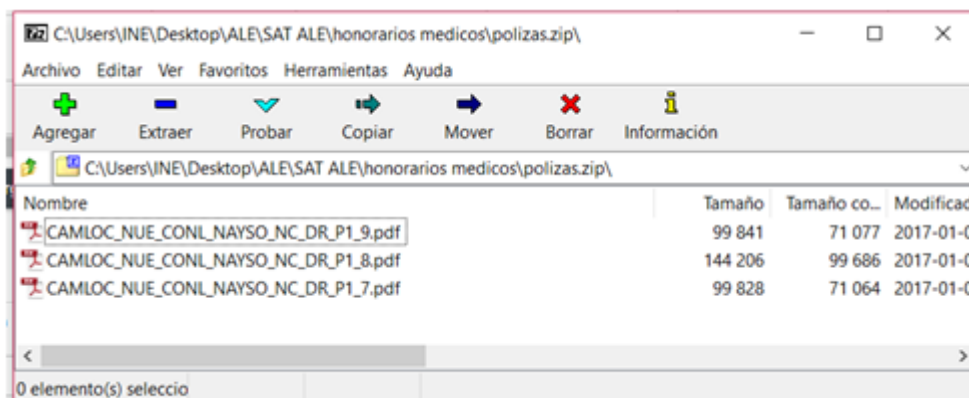 C:\Users\INE\Desktop\ALE\SAT ALE\honorarios medicos\polizas.zip\
Archivo Editar Ver Favoritos Herramientas Ayuda
Agregar Extraer Probar Copiar Mover Borrar Información
C:\Users\INE\Desktop\ALE\SAT ALE\honorarios medicos\polizas.zip\
Nombre Tamaño Tamaño co... Modificad
CAMLOC_NUE_CONL_NAYSO_NC_DR_P1_9.pdf 99 841 71 077 2017-01-0
CAMLOC_NUE_CONL_NAYSO_NC_DR_P1_8.pdf 144 206 99 686 2017-01-0
CAMLOC_NUE_CONL_NAYSO_NC_DR_P1_7.pdf 99 828 71 064 2017-01-0
0 elemento(s) seleccio